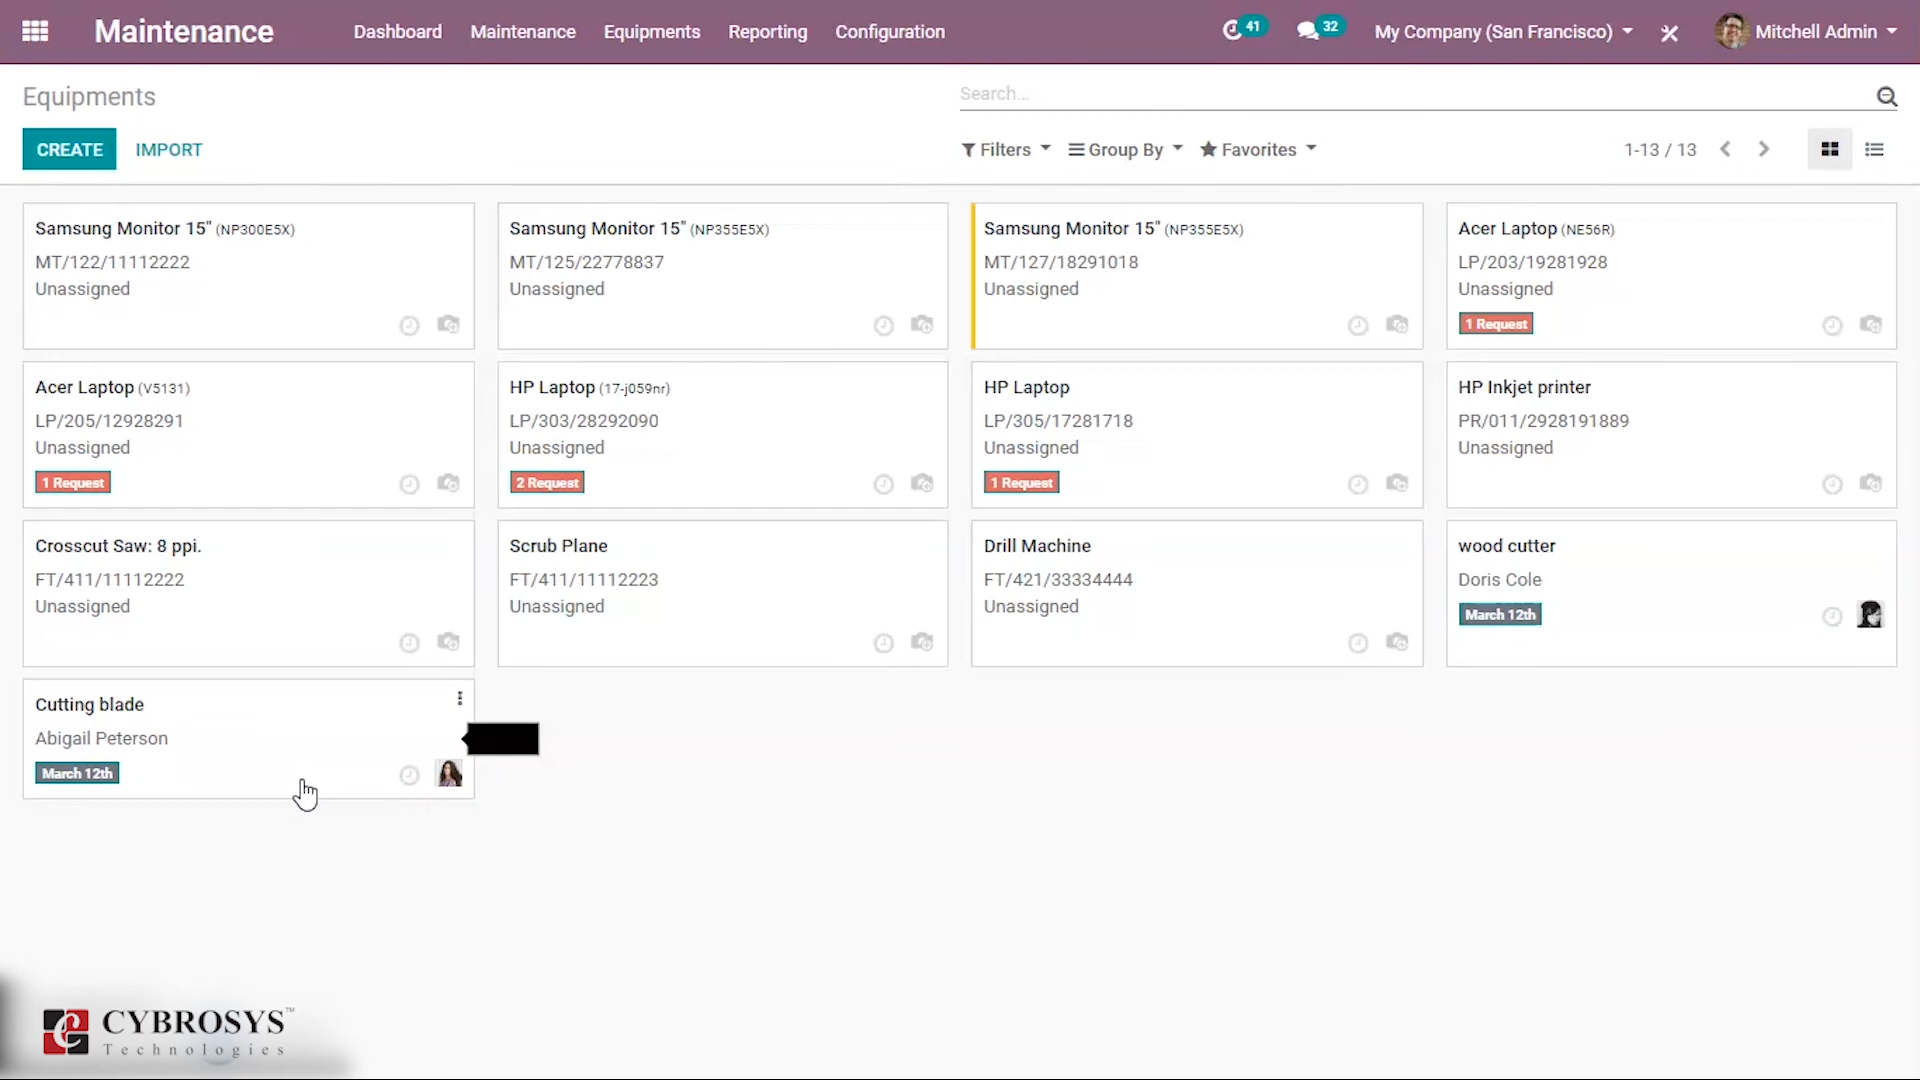 Maintenance
Dashboard
Maintenance
Equipments
Reporting
Configuration
41
32
My Company (San Francisco)
Mitchell Admin
Equipments
Search...
CREATE
IMPORT
Filters
Group By
Favorites
1-13 / 13
Samsung Monitor 15" (NP300E5X)
MT/122/11112222
Unassigned
Samsung Monitor 15" (NP355E5X)
MT/125/22778837
Unassigned
Samsung Monitor 15" (NP355E5X)
MT/127/18291018
Unassigned
Acer Laptop (NE56R)
LP/203/19281928
Unassigned
1 Request
Acer Laptop (V5131)
LP/205/12928291
Unassigned
1 Request
HP Laptop (17-j059nr)
LP/303/28292090
Unassigned
2 Request
HP Laptop
LP/305/17281718
Unassigned
1 Request
HP Inkjet printer
PR/011/2928191889
Unassigned
Crosscut Saw: 8 ppi.
FT/411/11112222
Unassigned
Scrub Plane
FT/411/11112223
Unassigned
Drill Machine
FT/421/33334444
Unassigned
wood cutter
Doris Cole
March 12th
Cutting blade
Abigail Peterson
March 12th
CYBROSYS™
Technologies